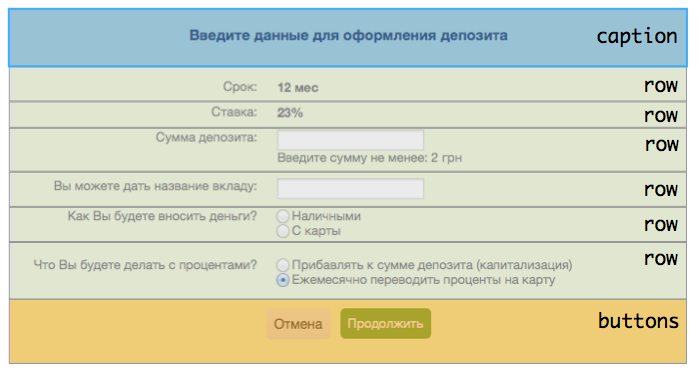 Введите данные для оформления депозита caption
Срок: 12 мес row
Ставка: 23% row
Сумма депозита: row
Введите сумму не менее: 2 грн
Вы можете дать название вкладу: row
Как Вы будете вносить деньги? Наличными row
С карты
Что Вы будете делать с процентами? Прибавлять к сумме депозита (капитализация) row
Ежемесячно переводить проценты на карту
Отмена Продолжить buttons